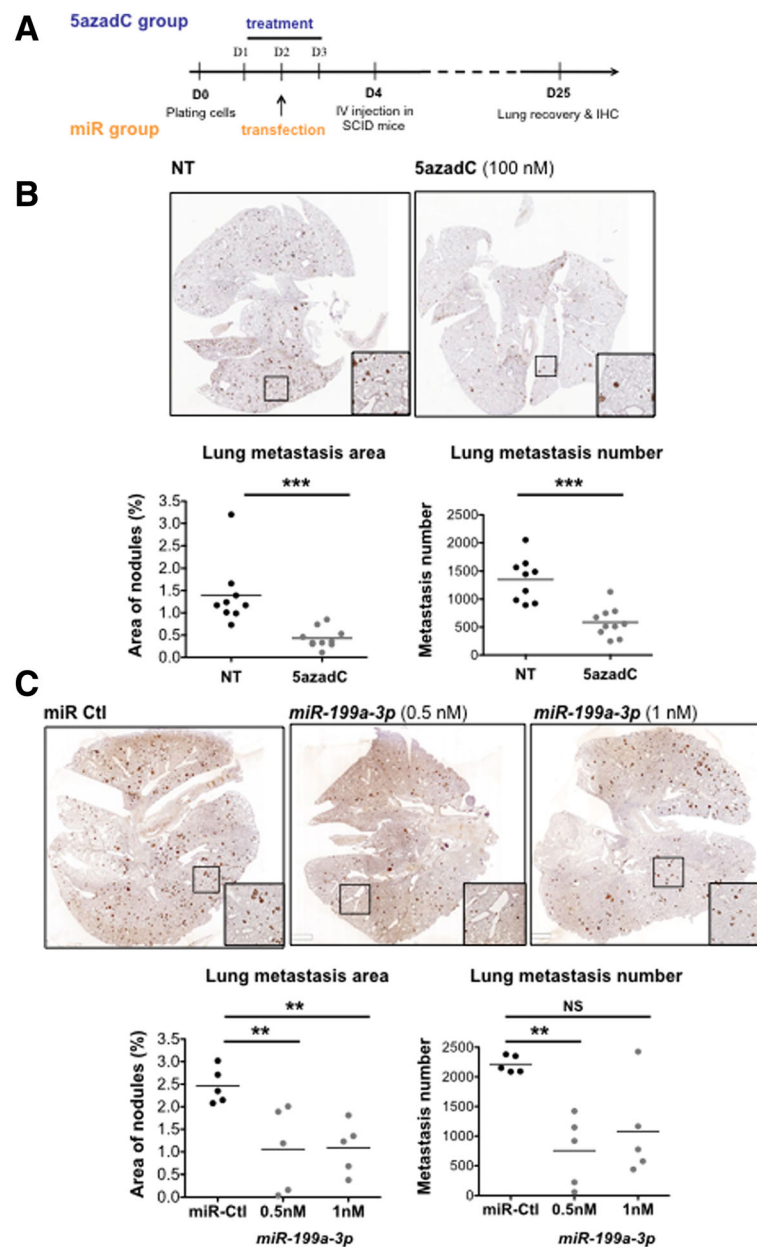 A
5azadC group
treatment
D1 D2 D3
D0 D4 D25
Plating cells
IV injection in
SCID mice
Lung recovery & IHC
miR group
transfection
B
NT
5azadC (100 nM)
Lung metastasis area
***
Area of nodules (%)
3.5
3.0
2.5
2.0
1.5
1.0
0.5
0.0
NT 5azadC
Lung metastasis number
***
Metastasis number
2500
2000
1500
1000
500
0
NT 5azadC
C
miR Ctl
miR-199a-3p (0.5 nM)
miR-199a-3p (1 nM)
Lung metastasis area
**
**
Area of nodules (%)
3.5
3.0
2.5
2.0
1.5
1.0
0.5
0.0
miR-Ctl 0.5nM 1nM
miR-199a-3p
Lung metastasis number
NS
**
Metastasis number
2500
2000
1500
1000
500
0
miR-Ctl 0.5nM 1nM
miR-199a-3p